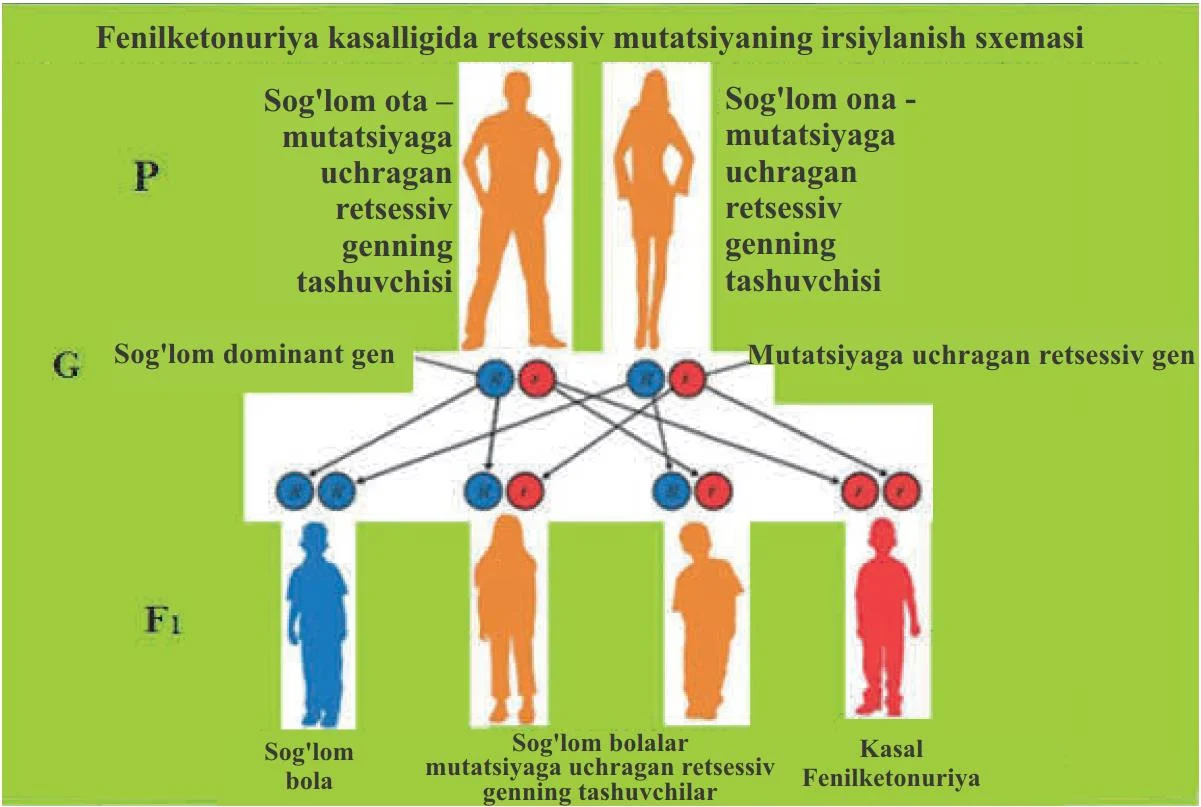 Fenilketonuriya kasalligida retsessiv mutatsiyaning irsiylanish sxemasi
Sog'lom ota –
mutatsiyaga
uchragan
retsessiv
genning
tashuvchisi
Sog'lom ona -
mutatsiyaga
uchragan
retsessiv
genning
tashuvchisi
P
G
Sog'lom dominant gen
Mutatsiyaga uchragan retsessiv gen
F1
Sog'lom
bola
Sog'lom bolalar
mutatsiyaga uchragan retsessiv
genning tashuvchilar
Kasal
Fenilketonuriya